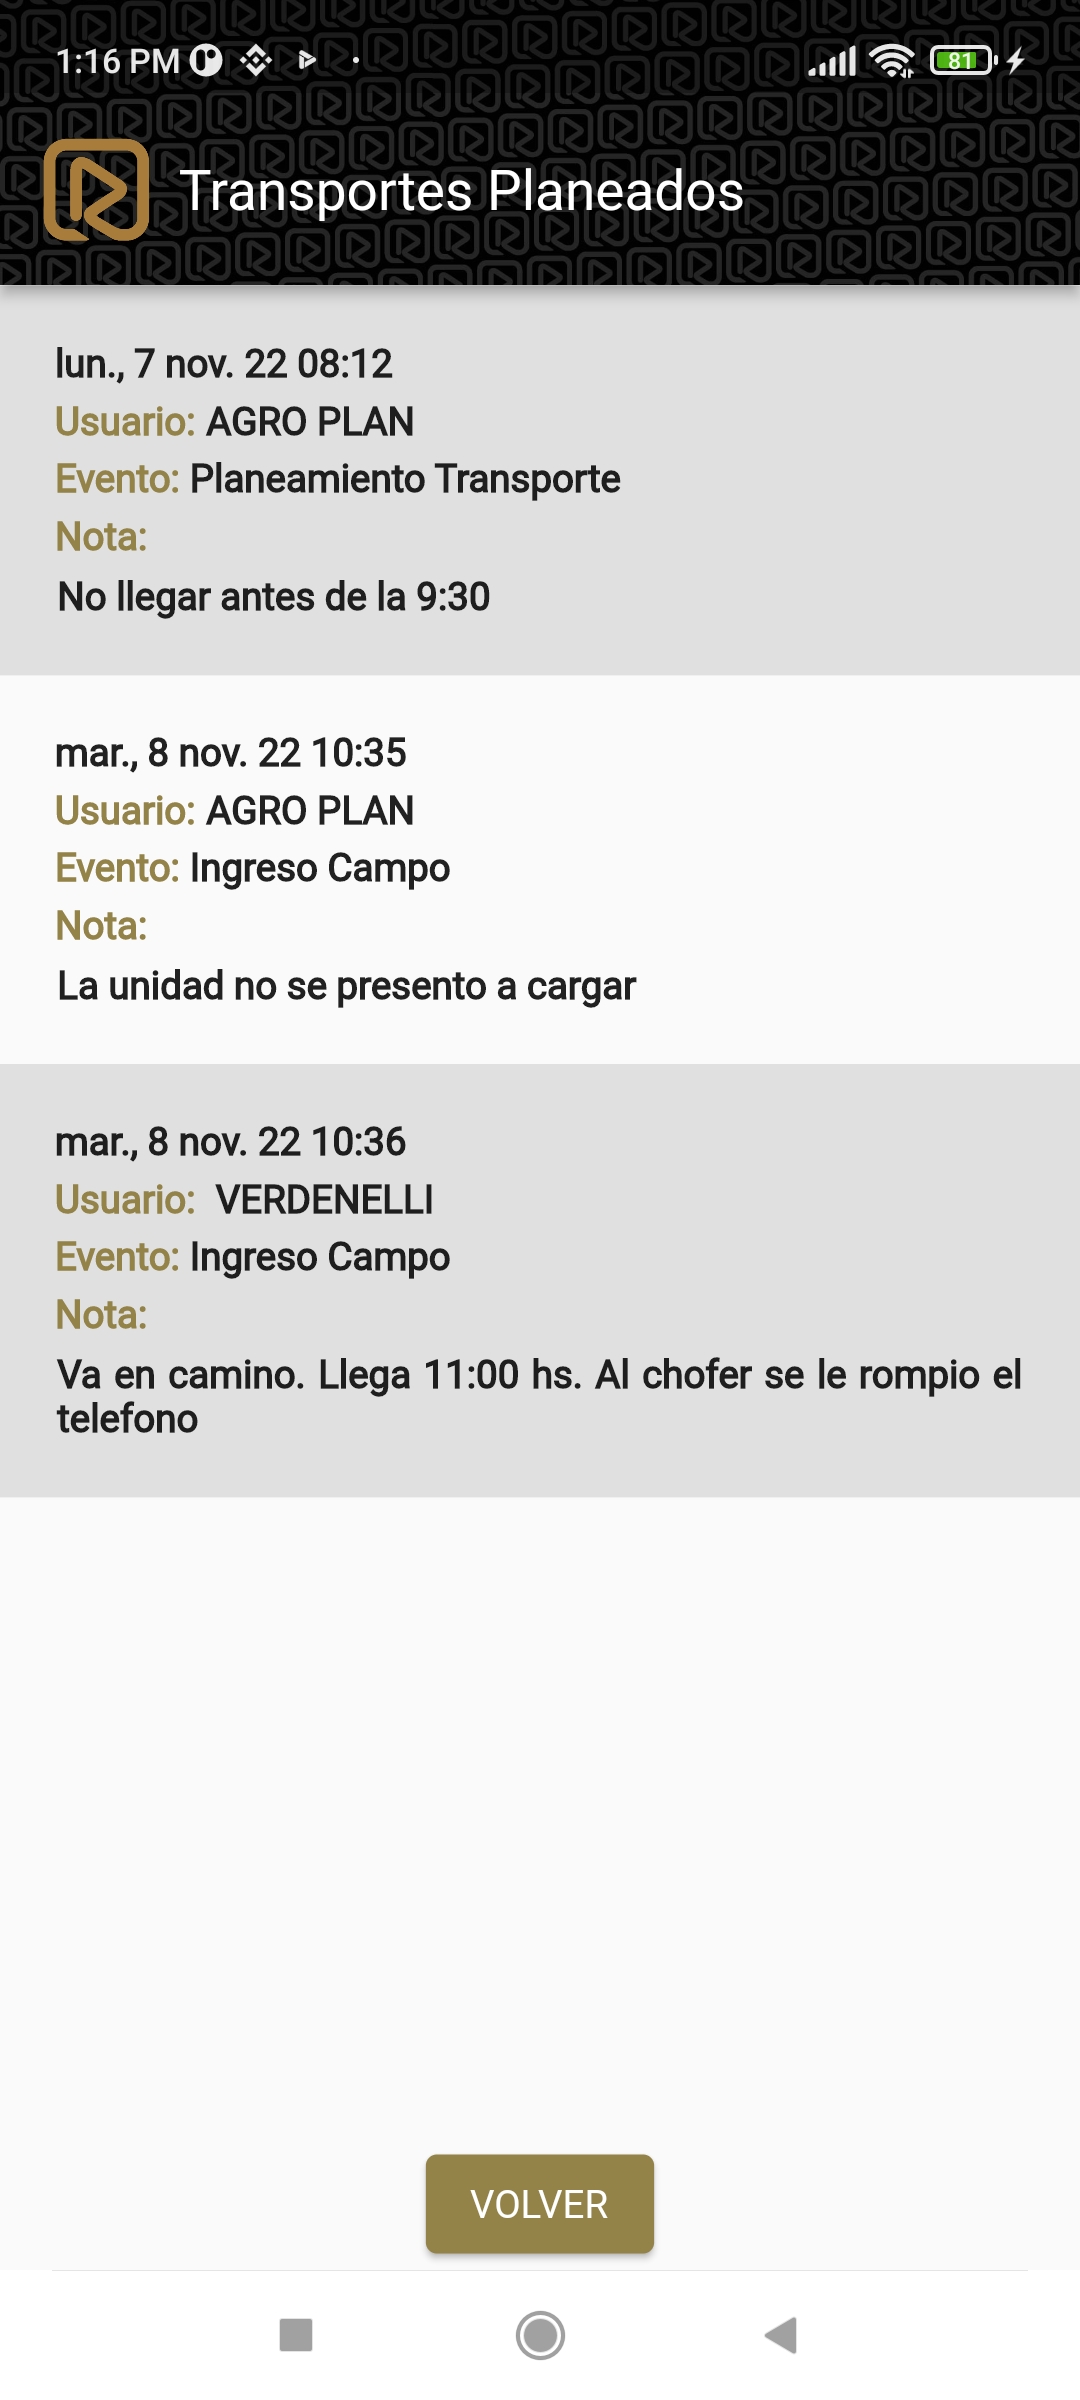 1:16 PM
81
Transportes Planeados
lun., 7 nov. 22 08:12
Usuario: AGRO PLAN
Evento: Planeamiento Transporte
Nota:
No llegar antes de la 9:30
mar., 8 nov. 22 10:35
Usuario: AGRO PLAN
Evento: Ingreso Campo
Nota:
La unidad no se presento a cargar
mar., 8 nov. 22 10:36
Usuario: VERDENELLI
Evento: Ingreso Campo
Nota:
Va en camino. Llega 11:00 hs. Al chofer se le rompio el
telefono
VOLVER